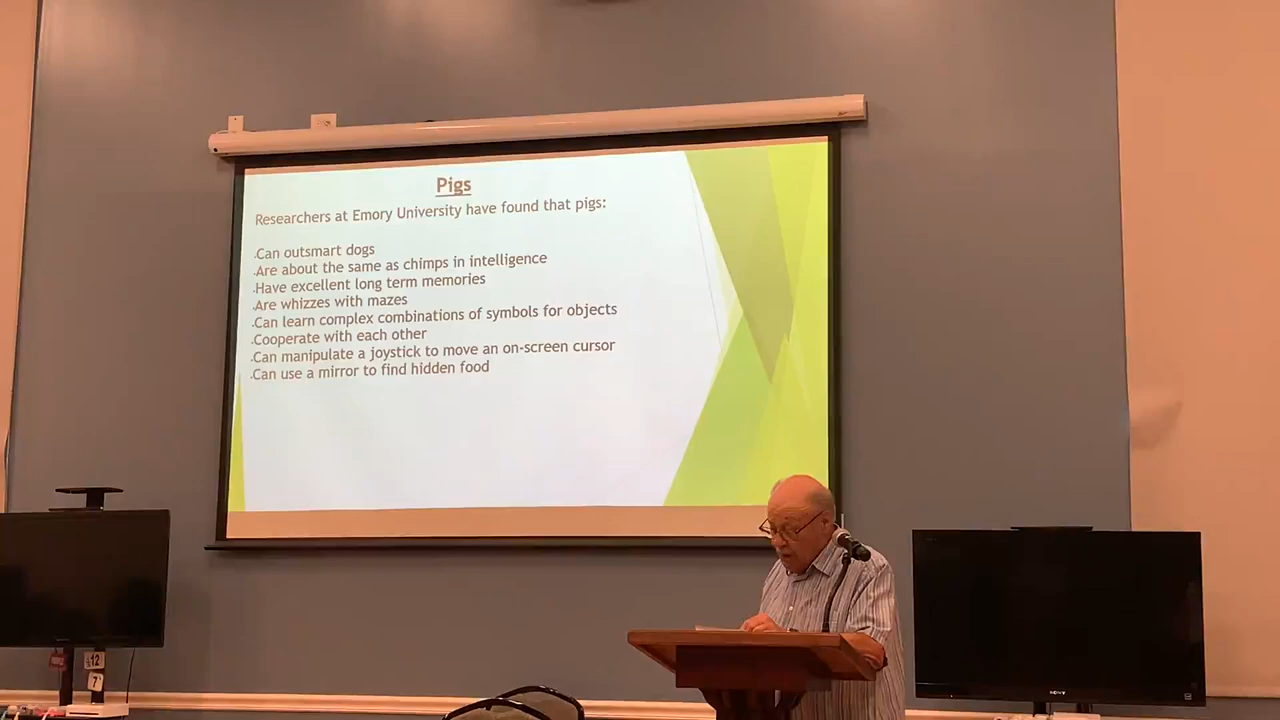 Pigs
Researchers at Emory University have found that pigs:
.Can outsmart dogs
.Are about the same as chimps in intelligence
.Have excellent long term memories
.Are whizzes with mazes
.Can learn complex combinations of symbols for objects
.Cooperate with each other
.Can manipulate a joystick to move an on-screen cursor
.Can use a mirror to find hidden food
12
7
SONY